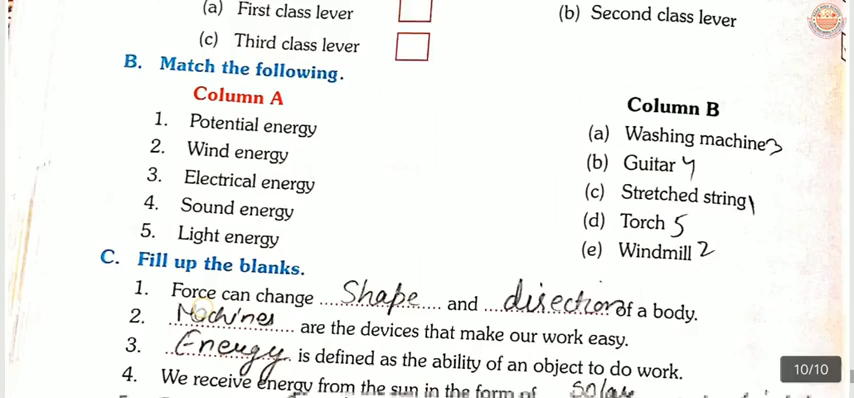 (a) First class lever
(b) Second class lever
(c) Third class lever
B. Match the following.
Column A
Column B
1. Potential energy
(a) Washing machine 3
2. Wind energy
(b) Guitar 4
3. Electrical energy
(c) Stretched string 1
4. Sound energy
(d) Torch 5
5. Light energy
(e) Windmill 2
C. Fill up the blanks.
1. Force can change Shape and direction of a body.
2. Machines are the devices that make our work easy.
3. Energy is defined as the ability of an object to do work.
4. We receive energy from the sun in the form of solar
10/10